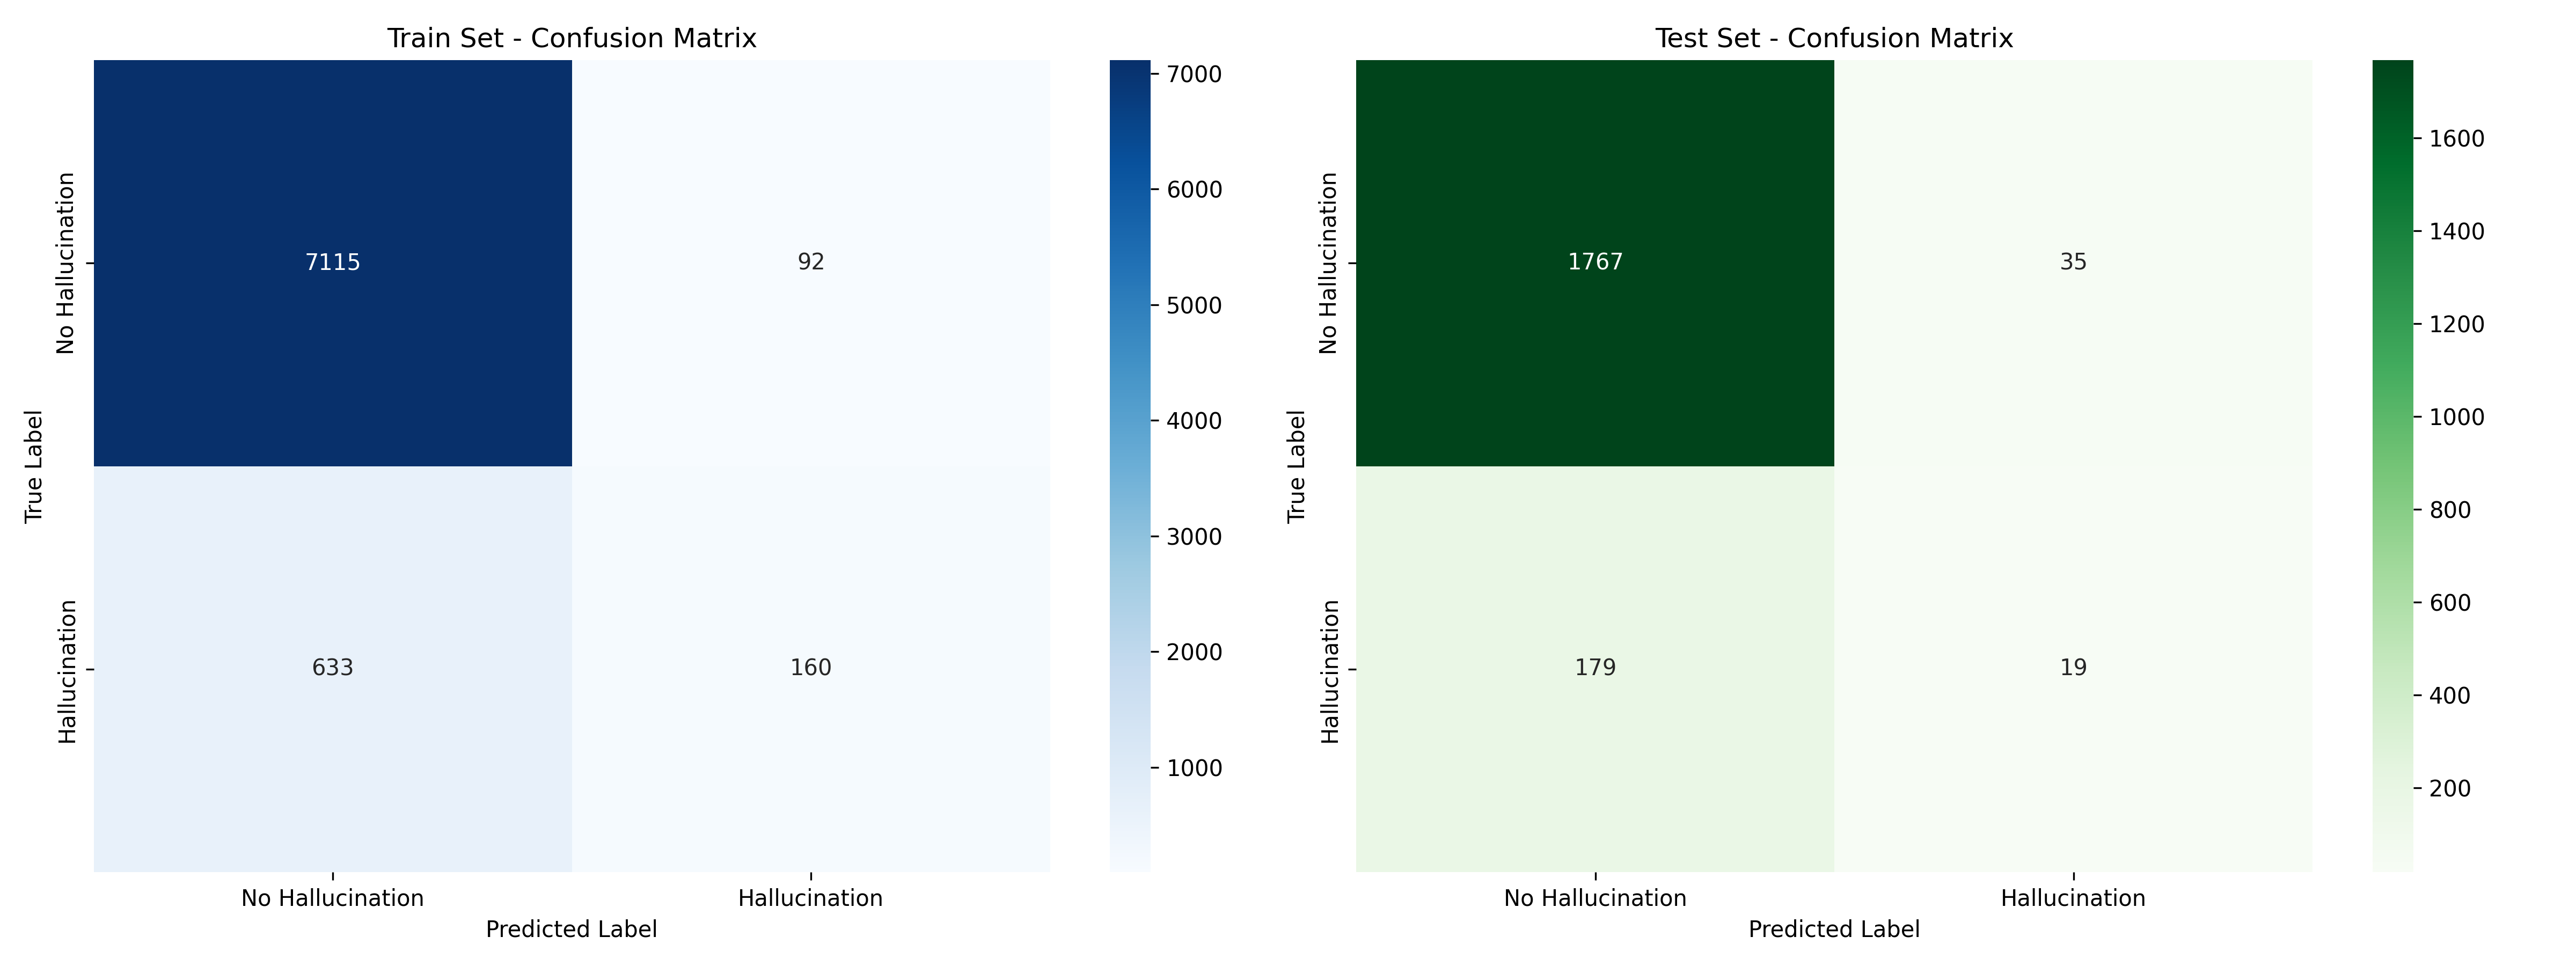 Train Set - Confusion Matrix
True Label
No Hallucination
Hallucination
7115
92
633
160
No Hallucination
Hallucination
Predicted Label
7000
6000
5000
4000
3000
2000
1000
Test Set - Confusion Matrix
True Label
No Hallucination
Hallucination
1767
35
179
19
No Hallucination
Hallucination
Predicted Label
1600
1400
1200
1000
800
600
400
200